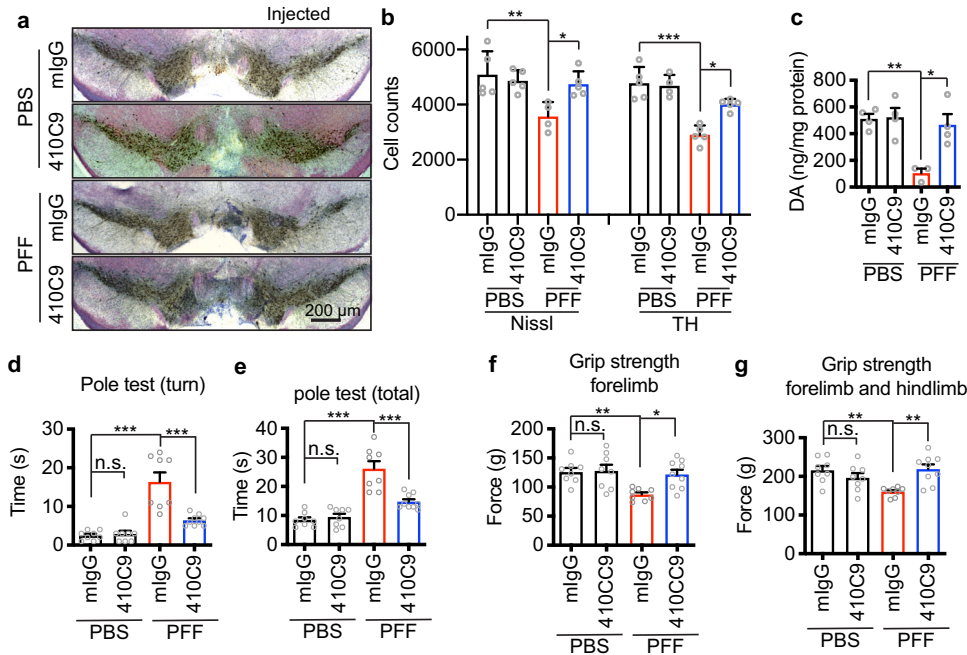 a
Injected
PBS
mIgG
410C9
PFF
mIgG
410C9
200 µm
b
Cell counts
6000
4000
2000
0
**
*
***
*
mIgG
410C9
mIgG
410C9
mIgG
410C9
mIgG
410C9
PBS
PFF
PBS
PFF
Nissl
TH
c
DA (ng/mg protein)
800
600
400
200
0
**
*
mIgG
410C9
mIgG
410C9
PBS
PFF
d
Pole test (turn)
Time (s)
30
20
10
0
***
n.s.
***
mIgG
410C9
mIgG
410C9
PBS
PFF
e
pole test (total)
Time (s)
40
30
20
10
0
***
n.s.
***
mIgG
410C9
mIgG
410C9
PBS
PFF
f
Grip strength
forelimb
Force (g)
200
150
100
50
0
**
n.s.
*
mIgG
410CC9
mIgG
410CC9
PBS
PFF
g
Grip strength
forelimb and hindlimb
Force (g)
300
200
100
0
**
n.s.
**
mIgG
410C9
mIgG
410C9
PBS
PFF